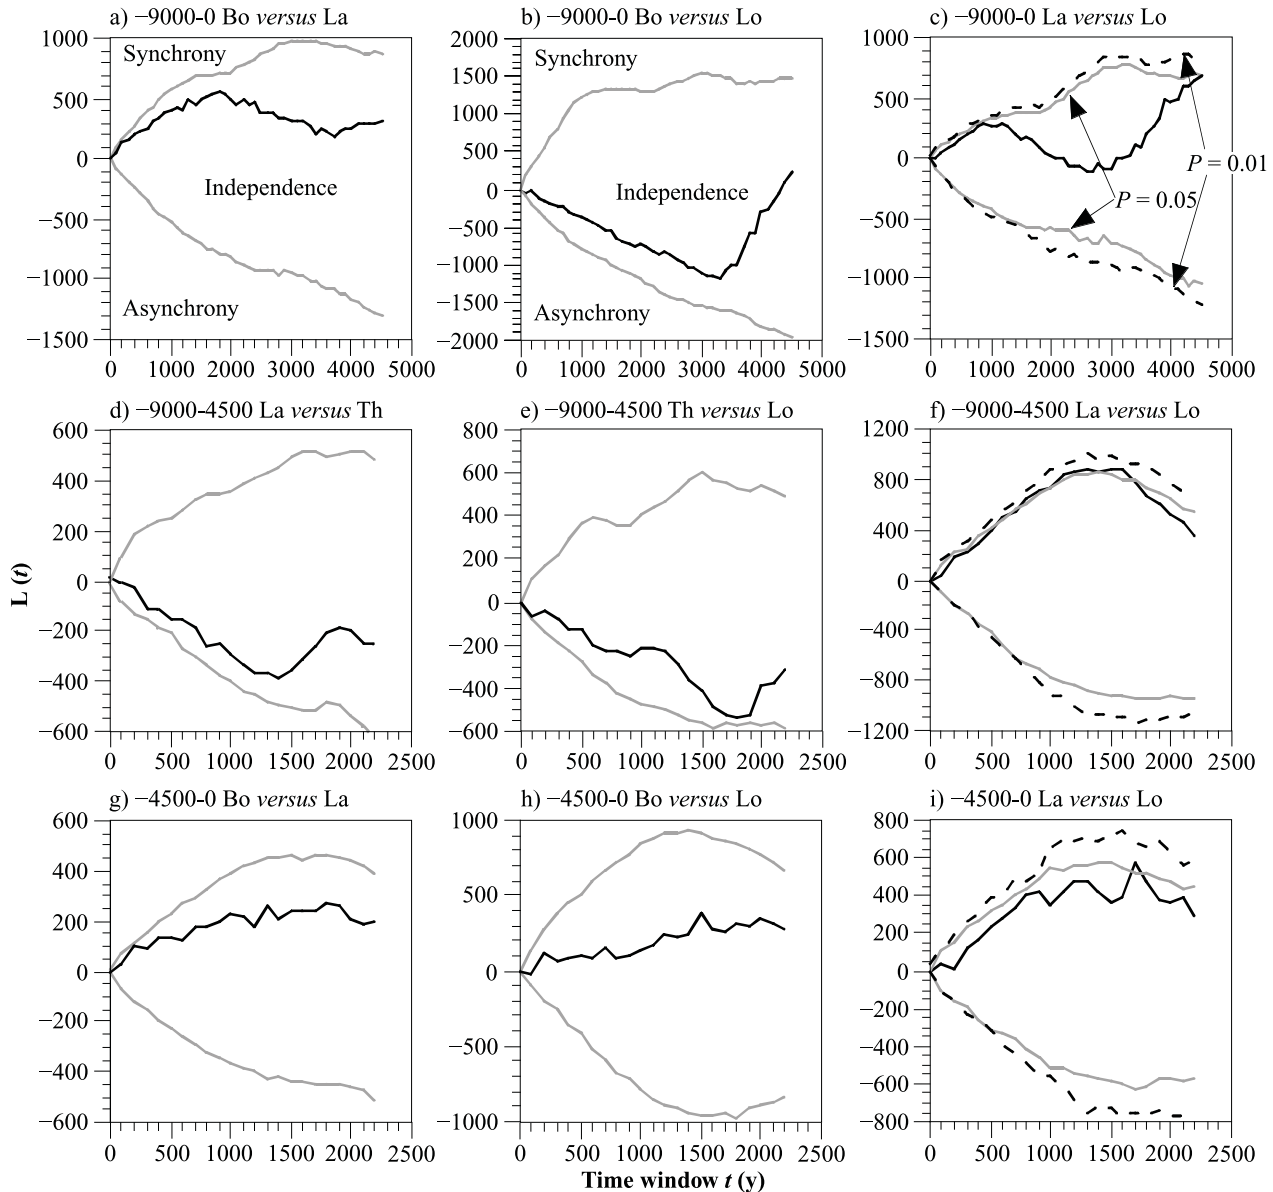 a) −9000-0 Bo versus La
b) −9000-0 Bo versus Lo
c) −9000-0 La versus Lo
1000
500
0
−500
−1000
−1500
Synchrony
Independence
Asynchrony
0 1000 2000 3000 4000 5000
2000
1500
1000
500
0
−500
−1000
−1500
−2000
Synchrony
Independence
Asynchrony
0 1000 2000 3000 4000 5000
1000
500
0
−500
−1000
−1500
P = 0.01
P = 0.05
0 1000 2000 3000 4000 5000
d) −9000-4500 La versus Th
e) −9000-4500 Th versus Lo
f) −9000-4500 La versus Lo
L (t)
600
400
200
0
−200
−400
−600
0 500 1000 1500 2000 2500
800
600
400
200
0
−200
−400
−600
0 500 1000 1500 2000 2500
1200
800
400
0
−400
−800
−1200
0 500 1000 1500 2000 2500
g) −4500-0 Bo versus La
h) −4500-0 Bo versus Lo
i) −4500-0 La versus Lo
600
400
200
0
−200
−400
−600
0 500 1000 1500 2000 2500
1000
500
0
−500
−1000
0 500 1000 1500 2000 2500
800
600
400
200
0
−200
−400
−600
−800
0 500 1000 1500 2000 2500
Time window t (y)